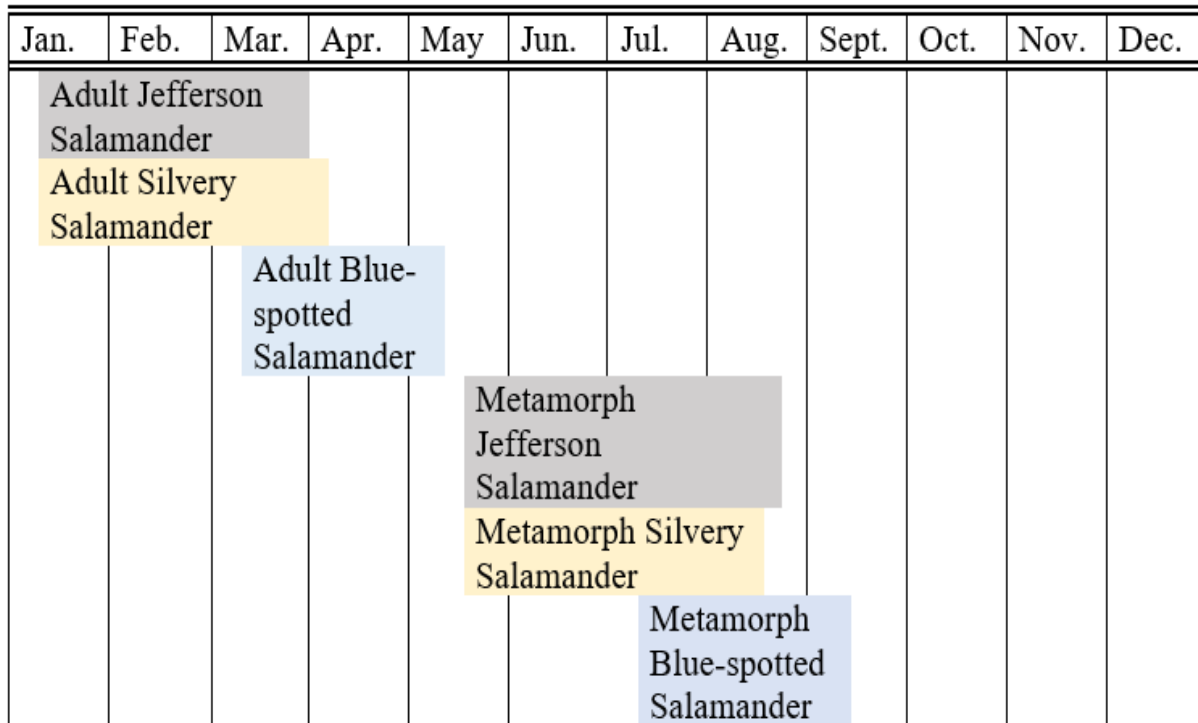 Jan. Feb. Mar. Apr. May Jun. Jul. Aug. Sept. Oct. Nov. Dec.
Adult Jefferson
Salamander
Adult Silvery
Salamander
Adult Blue-
spotted
Salamander
Metamorph
Jefferson
Salamander
Metamorph Silvery
Salamander
Metamorph
Blue-spotted
Salamander